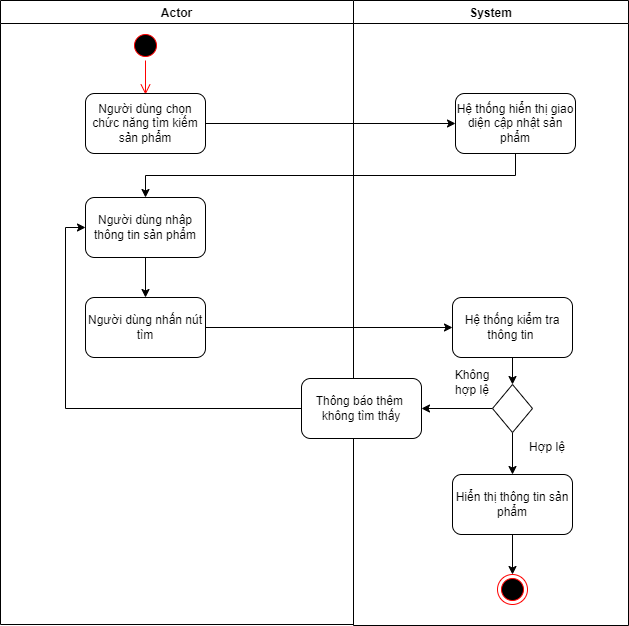 Actor
System
Người dùng chọn
chức năng tìm kiếm
sản phẩm
Hệ thống hiển thị giao
diện cập nhật sản
phẩm
Người dùng nhập
thông tin sản phẩm
Người dùng nhấn nút
tìm
Hệ thống kiểm tra
thông tin
Không
hợp lệ
Thông báo thêm
không tìm thấy
Hợp lệ
Hiển thị thông tin sản
phẩm